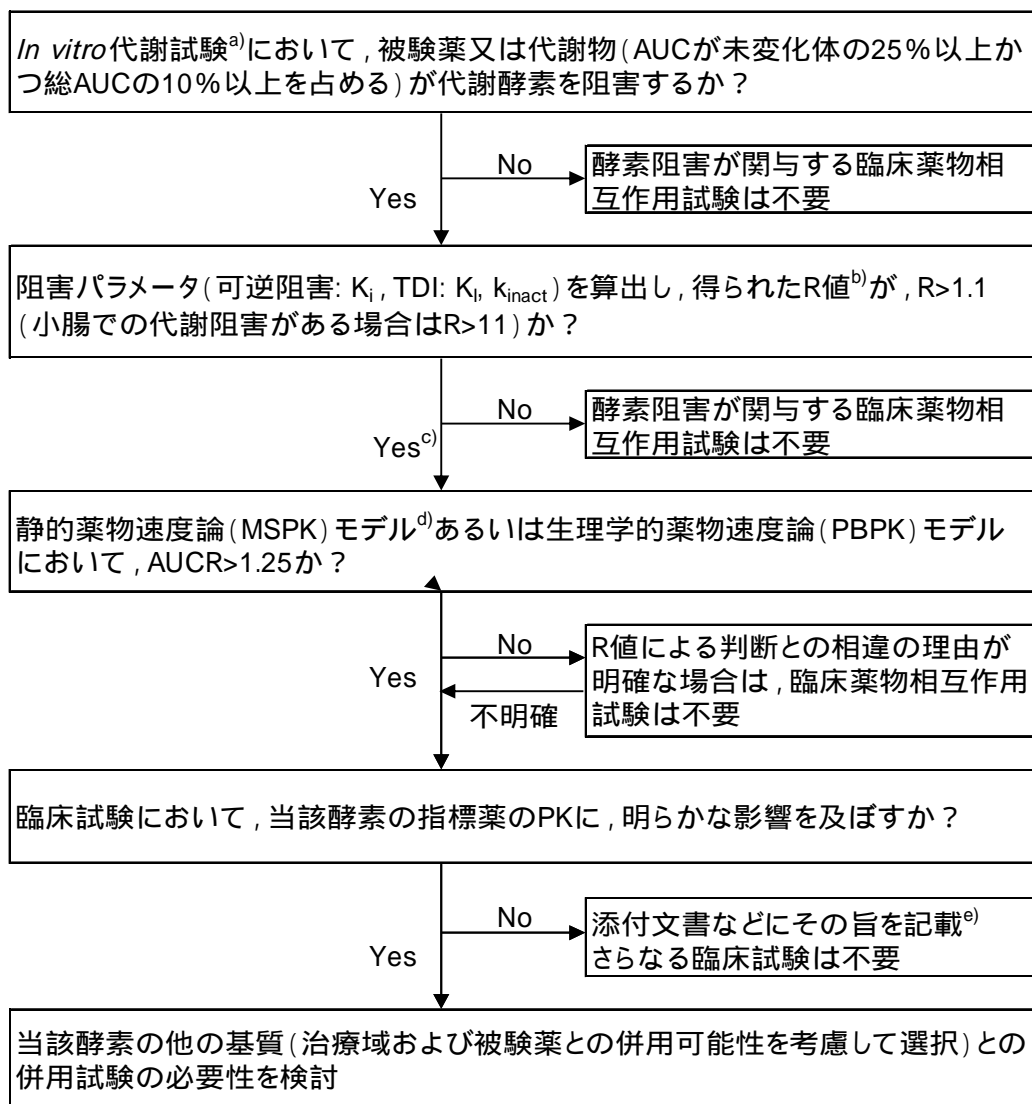 In vitro代謝試験a)において，被験薬又は代謝物（AUCが未変化体の25％以上か
つ総AUCの10％以上を占める）が代謝酵素を阻害するか？
No
酵素阻害が関与する臨床薬物相
互作用試験は不要
Yes
阻害パラメータ（可逆阻害: Ki，TDI: KI, kinact）を算出し，得られたR値b)が，R>1.1
（小腸での代謝阻害がある場合はR>11）か？
No
酵素阻害が関与する臨床薬物相
互作用試験は不要
Yesc)
静的薬物速度論（MSPK）モデルd)あるいは生理学的薬物速度論（PBPK）モデル
において，AUCR>1.25か？
No
R値による判断との相違の理由が
明確な場合は，臨床薬物相互作用
試験は不要
Yes
不明確
臨床試験において，当該酵素の指標薬のPKに，明らかな影響を及ぼすか？
No
添付文書などにその旨を記載e)
さらなる臨床試験は不要
Yes
当該酵素の他の基質（治療域および被験薬との併用可能性を考慮して選択）との
併用試験の必要性を検討